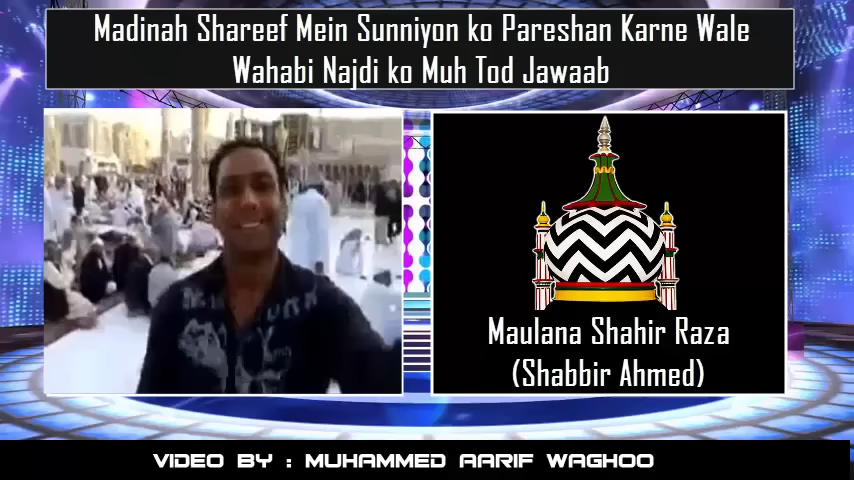 Madinah Shareef Mein Sunniyon ko Pareshan Karne Wale
Wahabi Najdi ko Muh Tod Jawaab
Maulana Shahir Raza
(Shabbir Ahmed)
VIDEO BY : MUHAMMED AARIF WAGHOO